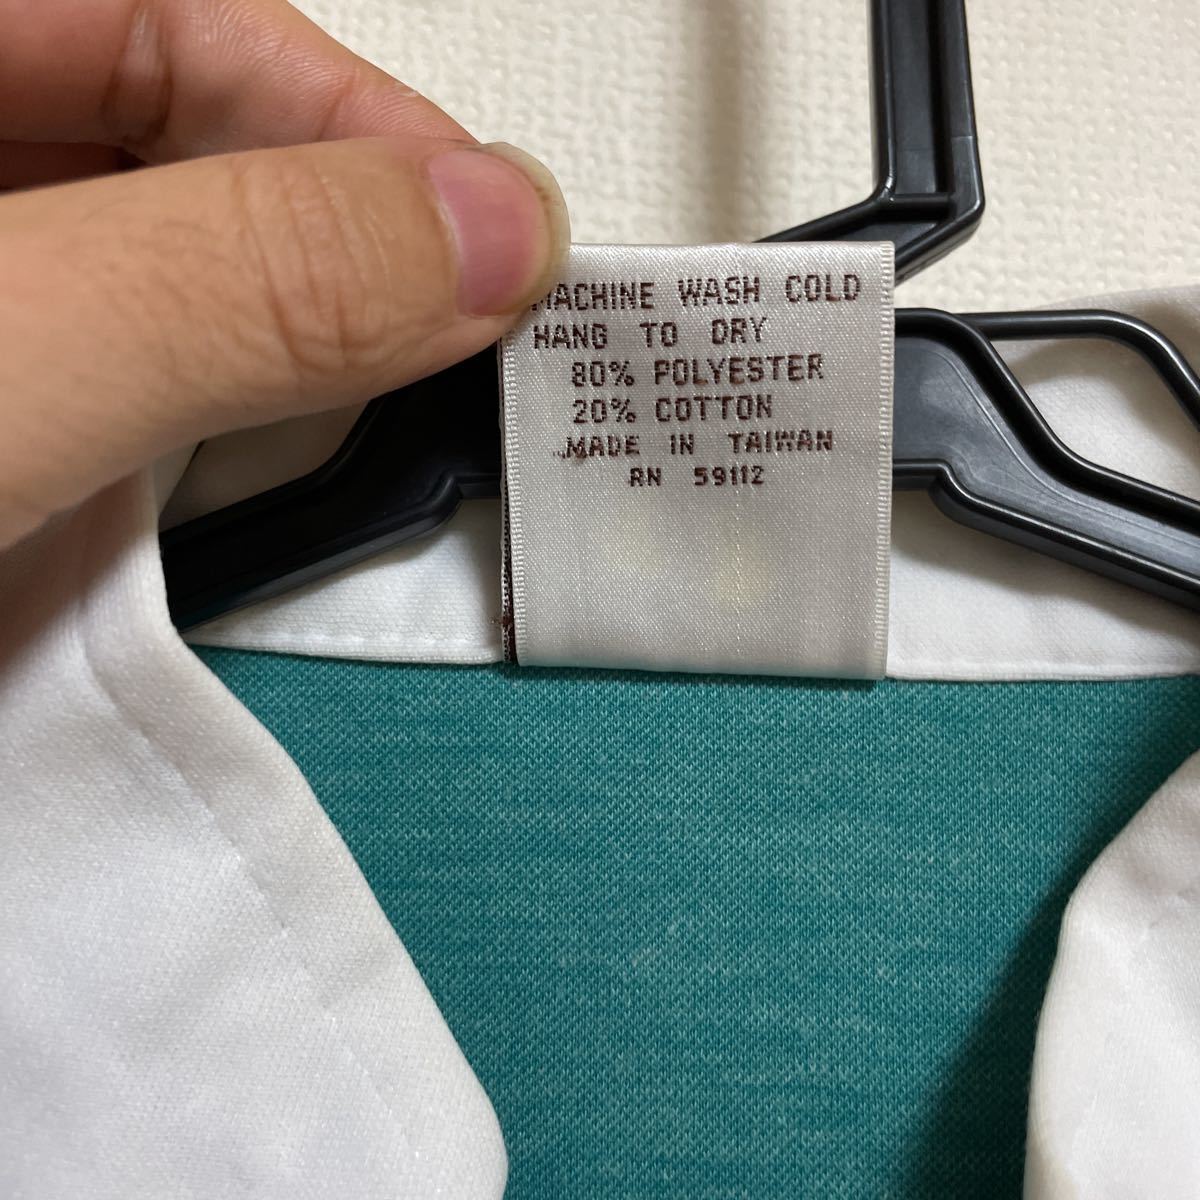 MACHINE WASH COLD
HANG TO DRY
80% POLYESTER
20% COTTON
MADE IN TAIWAN
RN 59112